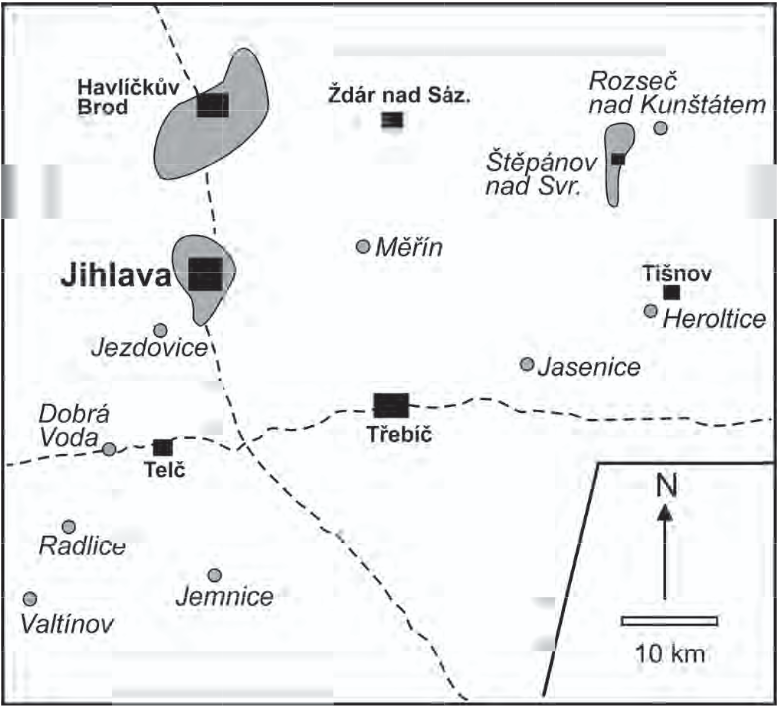 Havlíčkův
Brod
Ždár nad Sáz.
Rozseč
nad Kunštátem
Štěpánov
nad Svr.
Měřín
Jihlava
Tišnov
Heroltice
Jezdovice
Jasenice
Dobrá
Voda
Třebíč
Telč
N
Radlice
Jemnice
Valtínov
10 km